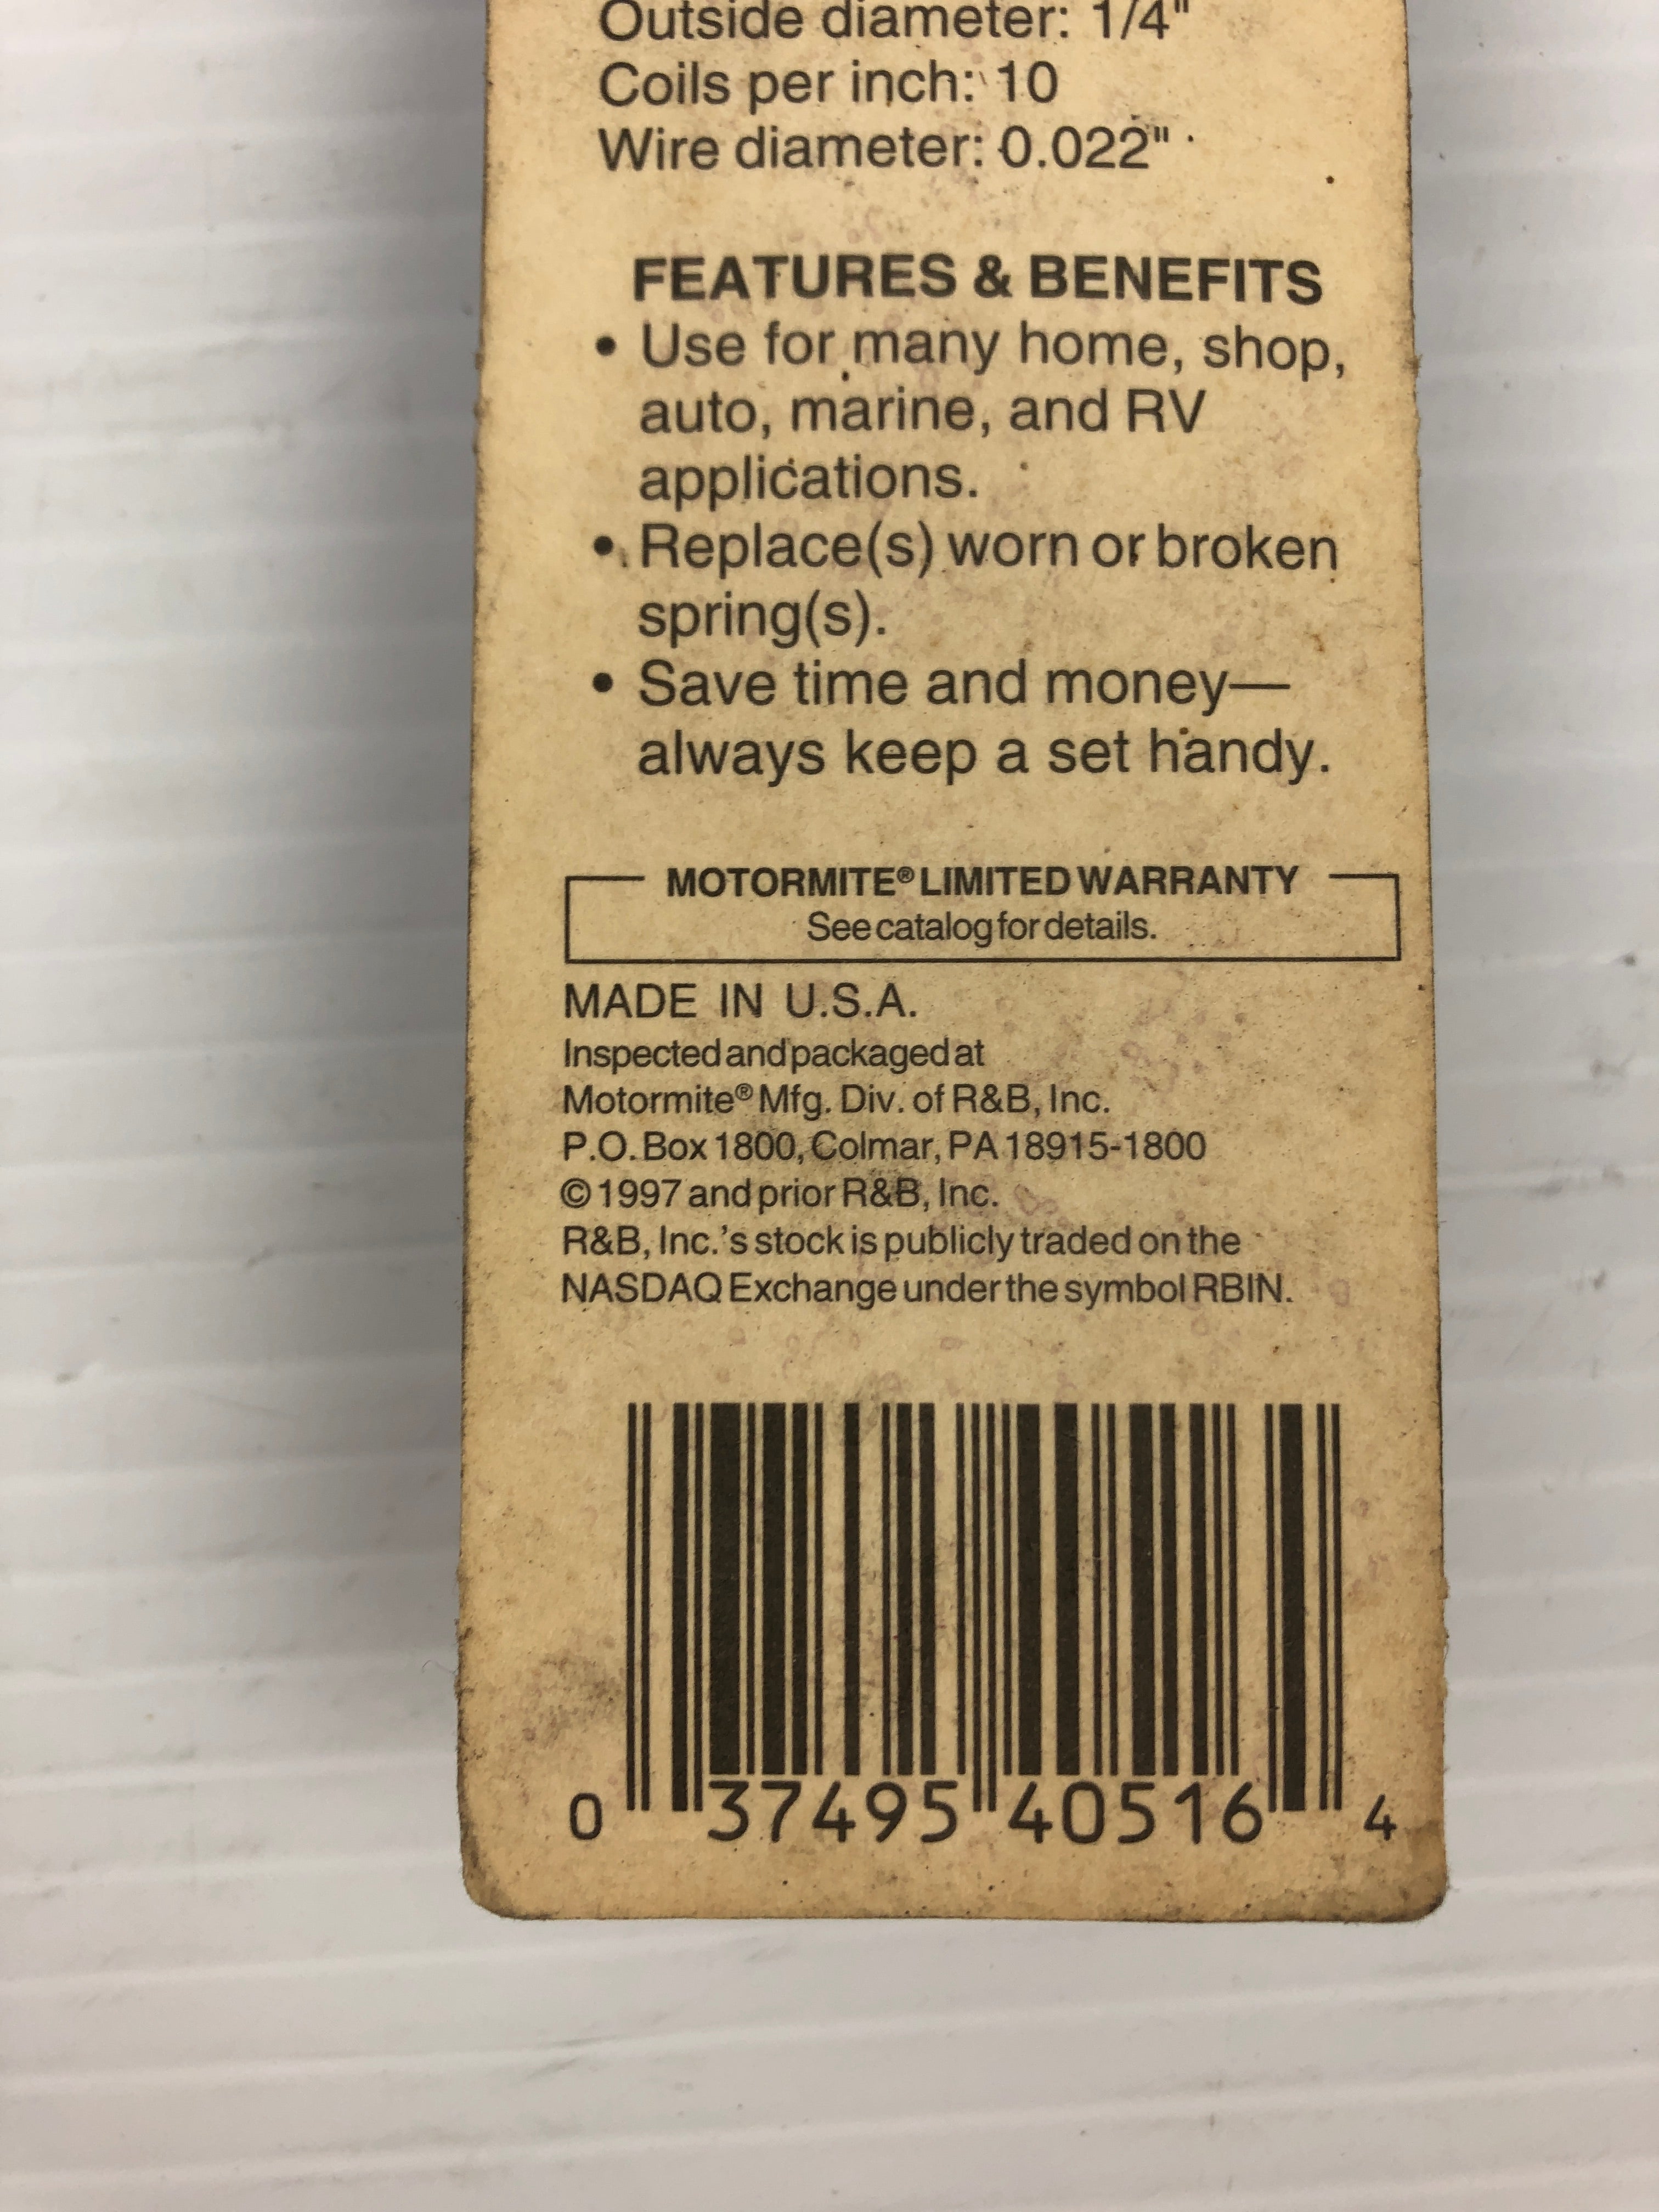 Outside diameter: 1/4"
Coils per inch: 10
Wire diameter: 0.022"
FEATURES & BENEFITS
• Use for many home, shop,
auto, marine, and RV
applications.
• Replace(s) worn or broken
spring(s).
• Save time and money—
always keep a set handy.
MOTORMITE® LIMITED WARRANTY
See catalog for details.
MADE IN U.S.A.
Inspected and packaged at
Motormite® Mfg. Div. of R&B, Inc.
P.O. Box 1800, Colmar, PA 18915-1800
© 1997 and prior R&B, Inc.
R&B, Inc.'s stock is publicly traded on the
NASDAQ Exchange under the symbol RBIN.
0 37495 40516 4